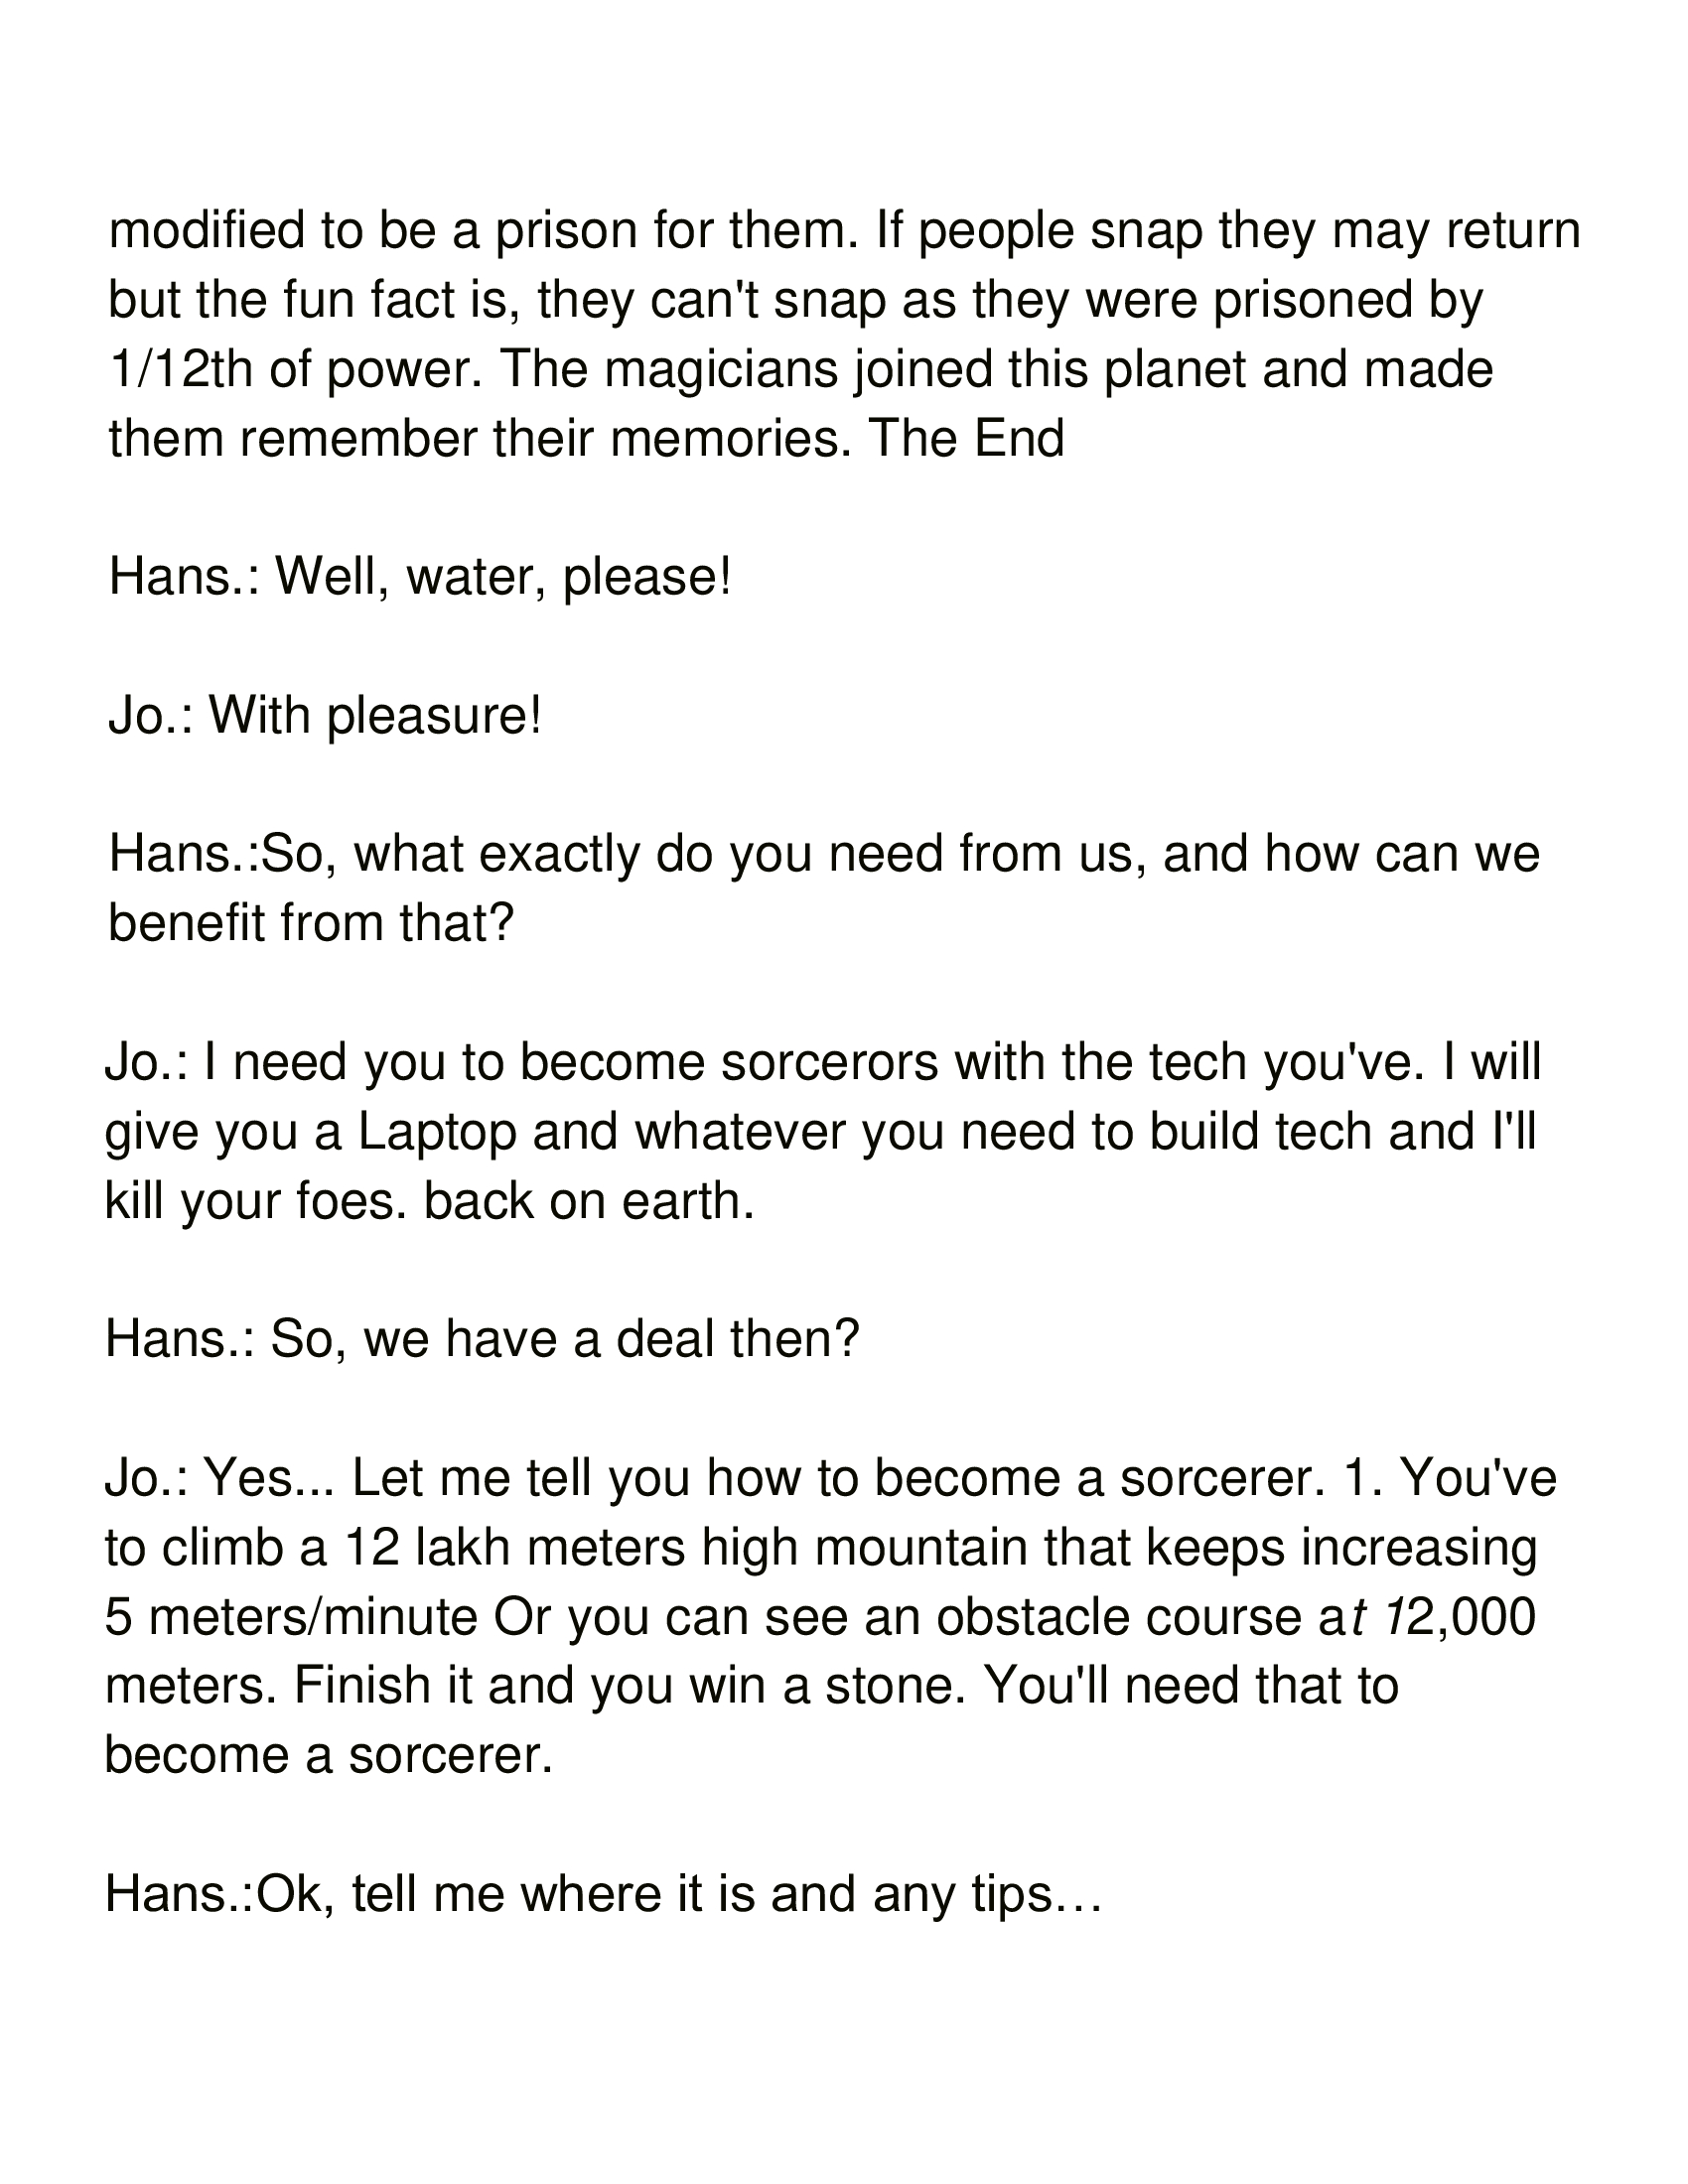 modified to be a prison for them. If people snap they may return
but the fun fact is, they can't snap as they were prisoned by
1/12th of power. The magicians joined this planet and made
them remember their memories. The End
Hans.: Well, water, please!
Jo.: With pleasure!
Hans.:So, what exactly do you need from us, and how can we
benefit from that?
Jo.: I need you to become sorcerors with the tech you've. I will
give you a Laptop and whatever you need to build tech and I'll
kill your foes. back on earth.
Hans.: So, we have a deal then?
Jo.: Yes... Let me tell you how to become a sorcerer. 1. You've
to climb a 12 lakh meters high mountain that keeps increasing
5 meters/minute Or you can see an obstacle course at 12,000
meters. Finish it and you win a stone. You'll need that to
become a sorcerer.
Hans.:Ok, tell me where it is and any tips…